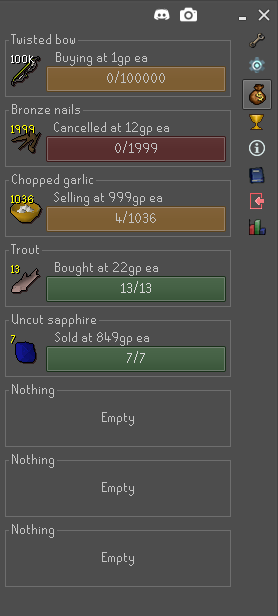 Twisted bow
100K
Buying at 1gp ea
0/100000
Bronze nails
1999
Cancelled at 12gp ea
0/1999
Chopped garlic
1036
Selling at 999gp ea
4/1036
Trout
13
Bought at 22gp ea
13/13
Uncut sapphire
7
Sold at 849gp ea
7/7
Nothing
Empty
Nothing
Empty
Nothing
Empty